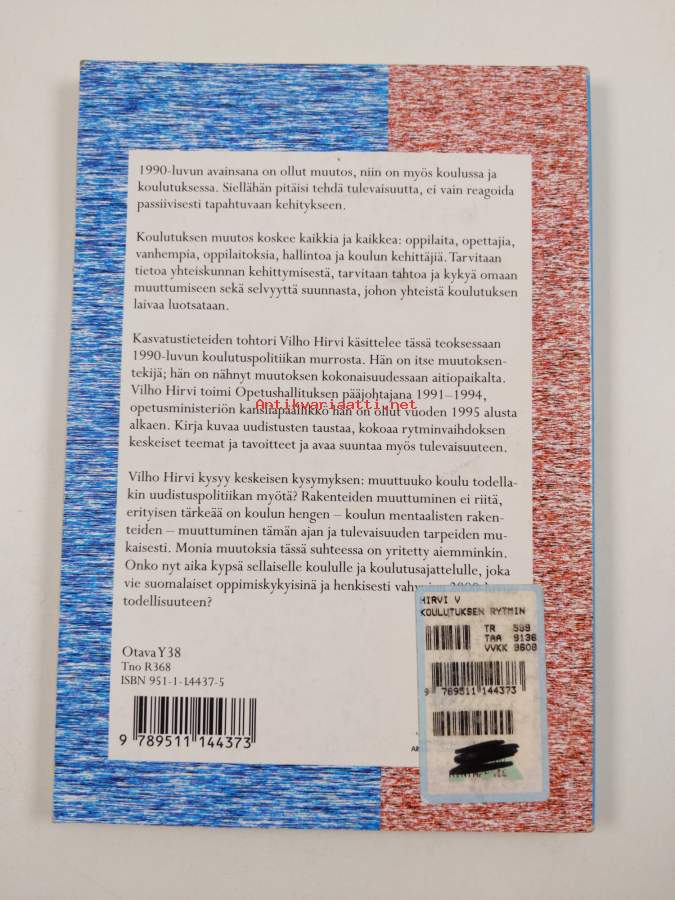 1990-luvun avainsana on ollut muutos, niin on myös koulussa ja
koulutuksessa. Siellähän pitäisi tehdä tulevaisuutta, ei vain reagoida
passiivisesti tapahtuvaan kehitykseen.
Koulutuksen muutos koskee kaikkia ja kaikkea: oppilaita, opettajia,
vanhempia, oppilaitoksia, hallintoa ja koulun kehittäjiä. Tarvitaan
tietoa yhteiskunnan kehittymisestä, tarvitaan tahtoa ja kykyä omaan
muuttumiseen sekä selvyyttä suunnasta, johon yhteistä koulutuksen
laivaa luotsataan.
Kasvatustieteiden tohtori Vilho Hirvi käsittelee tässä teoksessaan
1990-luvun koulutuspolitiikan murrosta. Hän on itse muutoksen-
tekijä; hän on nähnyt muutoksen kokonaisuudessaan aitiopaikalta.
Vilho Hirvi toimi Opetushallituksen pääjohtajana 1991–1994,
Antikvariaatti.net
opetusministeriön kansliapäällikkö hän on ollut vuoden 1995 alusta
alkaen. Kirja kuvaa uudistusten taustaa, kokoaa rytminvaihdoksen
keskeiset teemat ja tavoitteet ja avaa suuntaa myös tulevaisuuteen.
Vilho Hirvi kysyy keskeisen kysymyksen: muuttuuko koulu todella-
kin uudistuspolitiikan myötä? Rakenteiden muuttuminen ei riitä,
erityisen tärkeää on koulun hengen – koulun mentaalisten raken-
teiden – muuttuminen tämän ajan ja tulevaisuuden tarpeiden mu-
kaisesti. Monia muutoksia tässä suhteessa on yritetty aiemminkin.
Onko nyt aika kypsä sellaiselle koululle ja koulutusajattelulle, joka
vie suomalaiset oppimiskykyisinä ja henkisesti
todellisuuteen?
HIRVI V
KOULUTUKSEN RYTMIN
TR 599
TAA 9136
VVKK 9608
9 789511 144373
Otava Y38
Tno R368
ISBN 951-1-14437-5
9 789511 144373